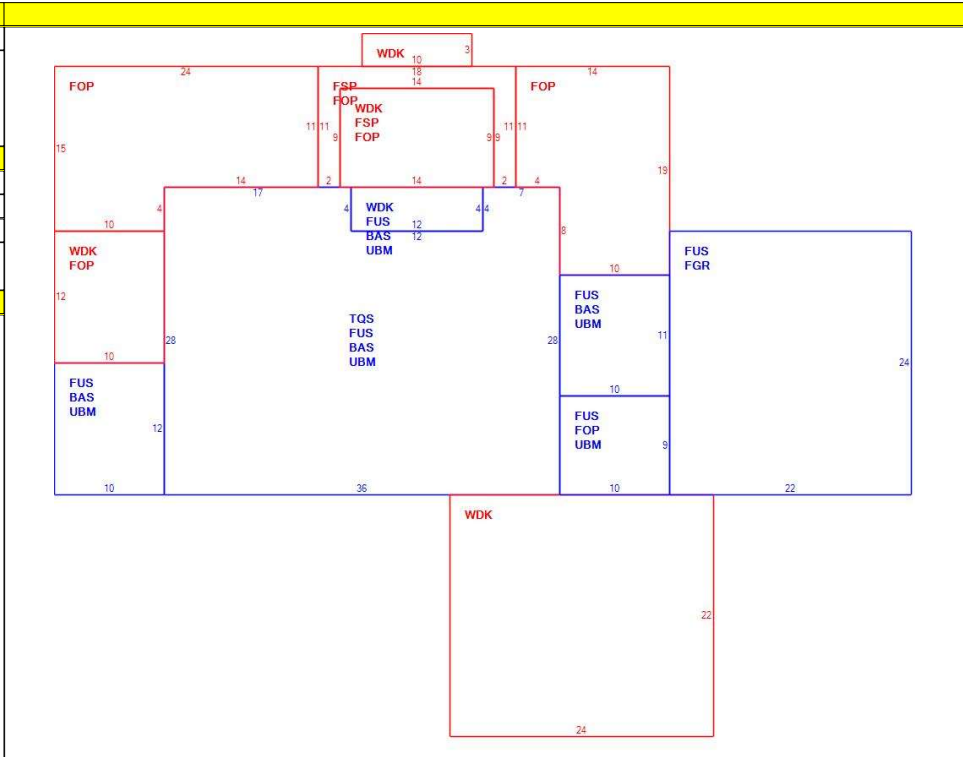 WDK 10 3
24 18 14
FOP
FSP
FOP
14
FOP
WDK
FSP
FOP
11 11 9 9 9 11 11
15
19
14 2 14 2 4
17 7
4 4 4 4
WDK
FUS
BAS
UBM
12
12
8
10
WDK
FOP
12
10
10
FUS
FGR
FUS
BAS
UBM
11
TQS
FUS
BAS
UBM
28 28
24
10
FUS
BAS
UBM
12
10
FUS
FOP
UBM
9
10 36 10 22
WDK
22
24